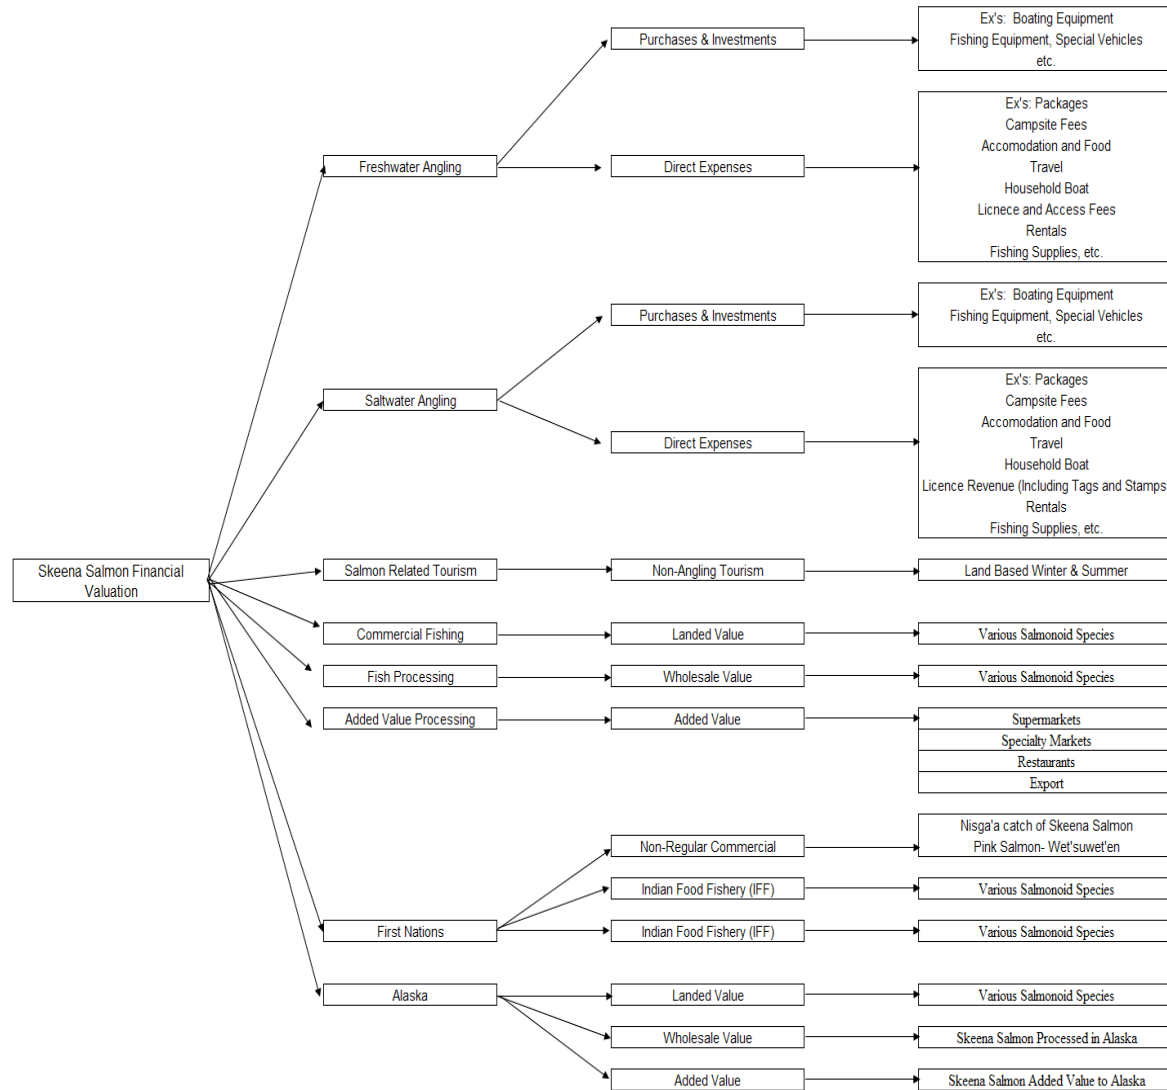 Purchases & Investments
Ex's:  Boating Equipment
Fishing Equipment, Special Vehicles
etc.
Freshwater Angling
Direct Expenses
Ex's: Packages
Campsite Fees
Accomodation and Food
Travel
Household Boat
Licnece and Access Fees
Rentals
Fishing Supplies, etc.
Purchases & Investments
Ex's:  Boating Equipment
Fishing Equipment, Special Vehicles
etc.
Saltwater Angling
Direct Expenses
Ex's: Packages
Campsite Fees
Accomodation and Food
Travel
Household Boat
Licence Revenue (Including Tags and Stamps
Rentals
Fishing Supplies, etc.
Skeena Salmon Financial
Valuation
Salmon Related Tourism
Non-Angling Tourism
Land Based Winter & Summer
Commercial Fishing
Landed Value
Various Salmonoid Species
Fish Processing
Wholesale Value
Various Salmonoid Species
Added Value Processing
Added Value
Supermarkets
Specialty Markets
Restaurants
Export
Non-Regular Commercial
Nisga'a catch of Skeena Salmon
Pink Salmon- Wet'suwet'en
Indian Food Fishery (IFF)
Various Salmonoid Species
First Nations
Indian Food Fishery (IFF)
Various Salmonoid Species
Alaska
Landed Value
Various Salmonoid Species
Wholesale Value
Skeena Salmon Processed in Alaska
Added Value
Skeena Salmon Added Value to Alaska